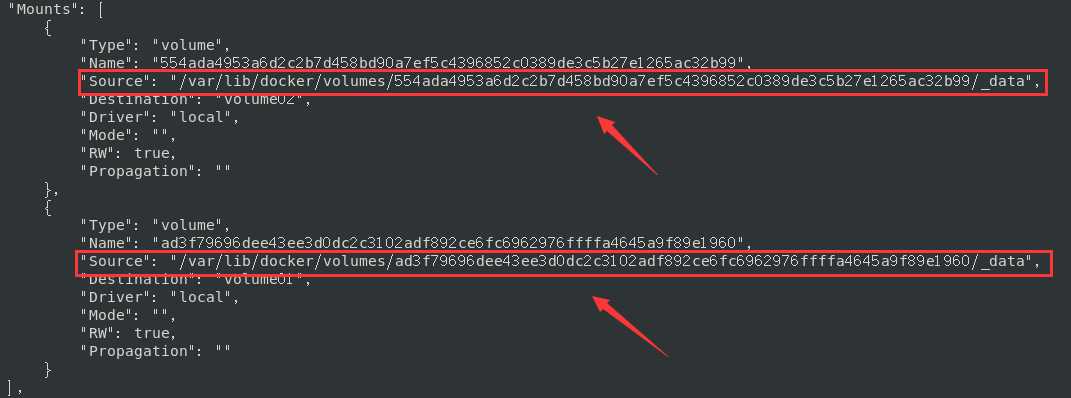 "Mounts": [
{
"Type": "volume",
"Name": "554ada4953a6d2c2b7d458bd90a7ef5c4396852c0389de3c5b27e1265ac32b99",
"Source": "/var/lib/docker/volumes/554ada4953a6d2c2b7d458bd90a7ef5c4396852c0389de3c5b27e1265ac32b99/_data",
"Destination": "volume02",
"Driver": "local",
"Mode": "",
"RW": true,
"Propagation": ""
},
{
"Type": "volume",
"Name": "ad3f79696dee43ee3d0dc2c3102adf892ce6fc6962976ffffa4645a9f89e1960",
"Source": "/var/lib/docker/volumes/ad3f79696dee43ee3d0dc2c3102adf892ce6fc6962976ffffa4645a9f89e1960/_data",
"Destination": "volume01",
"Driver": "local",
"Mode": "",
"RW": true,
"Propagation": ""
}
],